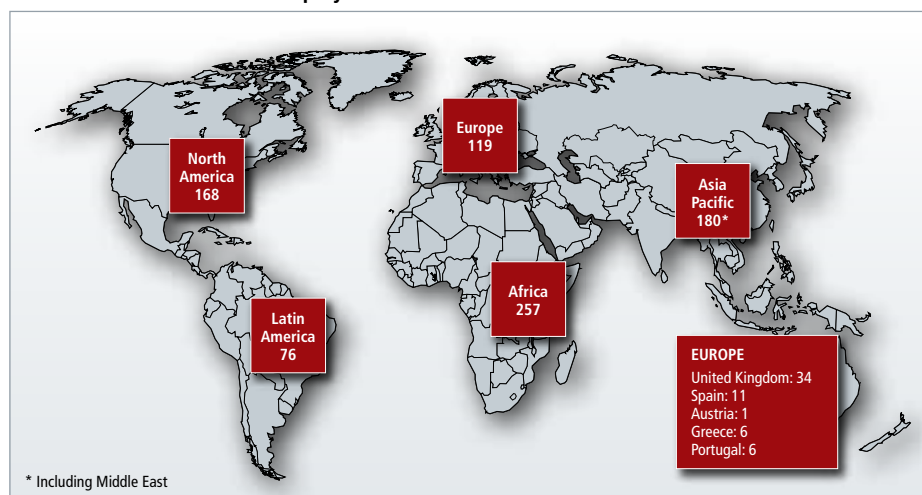 Europe
119
North
America
168
Asia
Pacific
180*
Africa
257
Latin
America
76
EUROPE
United Kingdom: 34
Spain: 11
Austria: 1
Greece: 6
Portugal: 6
* Including Middle East